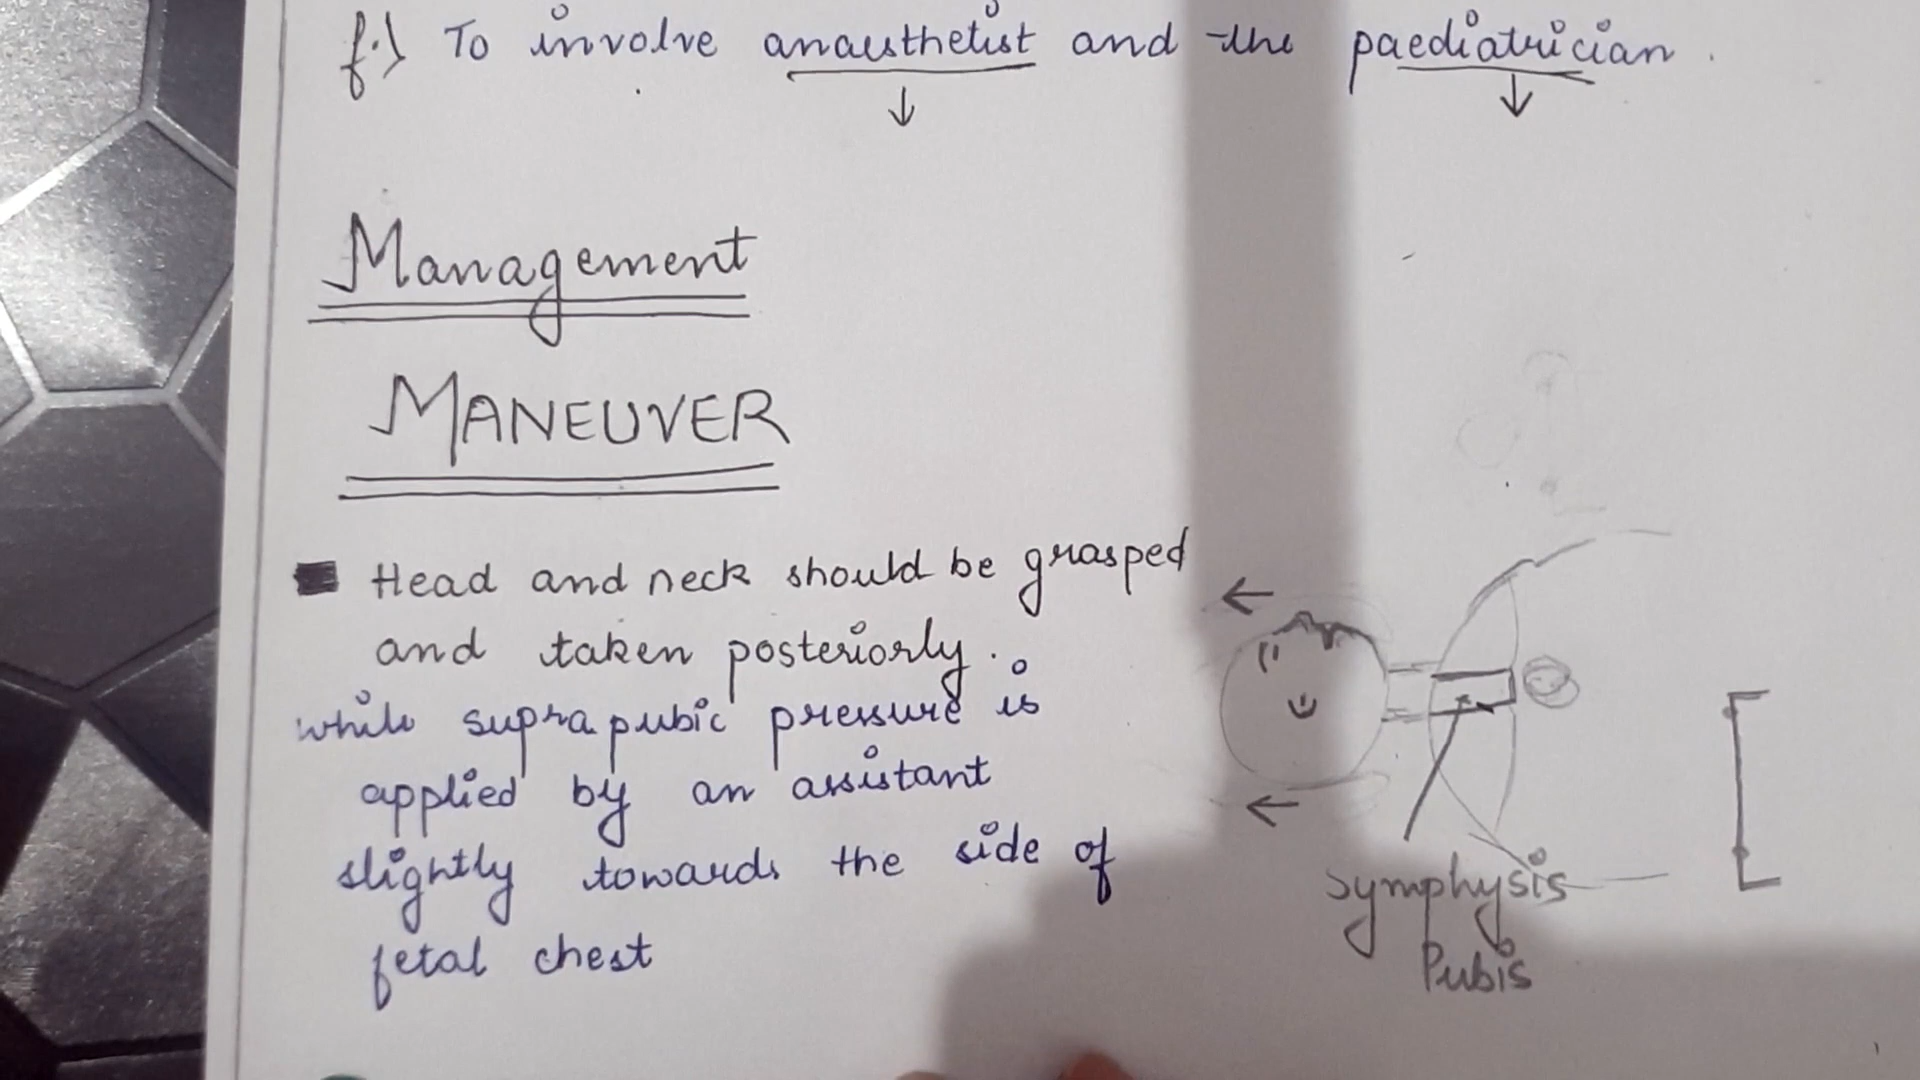 f.) To involve anaesthetist and the paediatrician.
Management
MANEUVER
Head and neck should be grasped
and taken posteriorly.
while suprapubic pressure is
applied by an assistant
slightly towards the side of
fetal chest
symphysis
Pubis